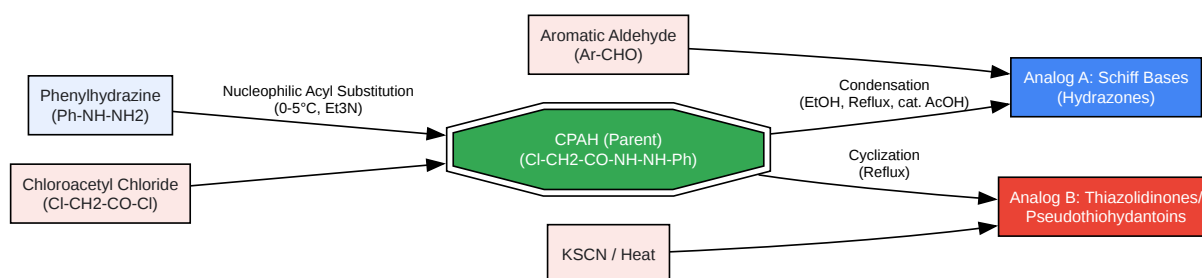 Aromatic Aldehyde
(Ar-CHO)
Phenylhydrazine
(Ph-NH-NH2)
Nucleophilic Acyl Substitution
(0-5°C, Et3N)
Condensation
(EtOH, Reflux, cat. AcOH)
Analog A: Schiff Bases
(Hydrazones)
Chloroacetyl Chloride
(Cl-CH2-CO-Cl)
CPAH (Parent)
(Cl-CH2-CO-NH-NH-Ph)
Cyclization
(Reflux)
Analog B: Thiazolidinones/
Pseudothiohydantoins
KSCN / Heat